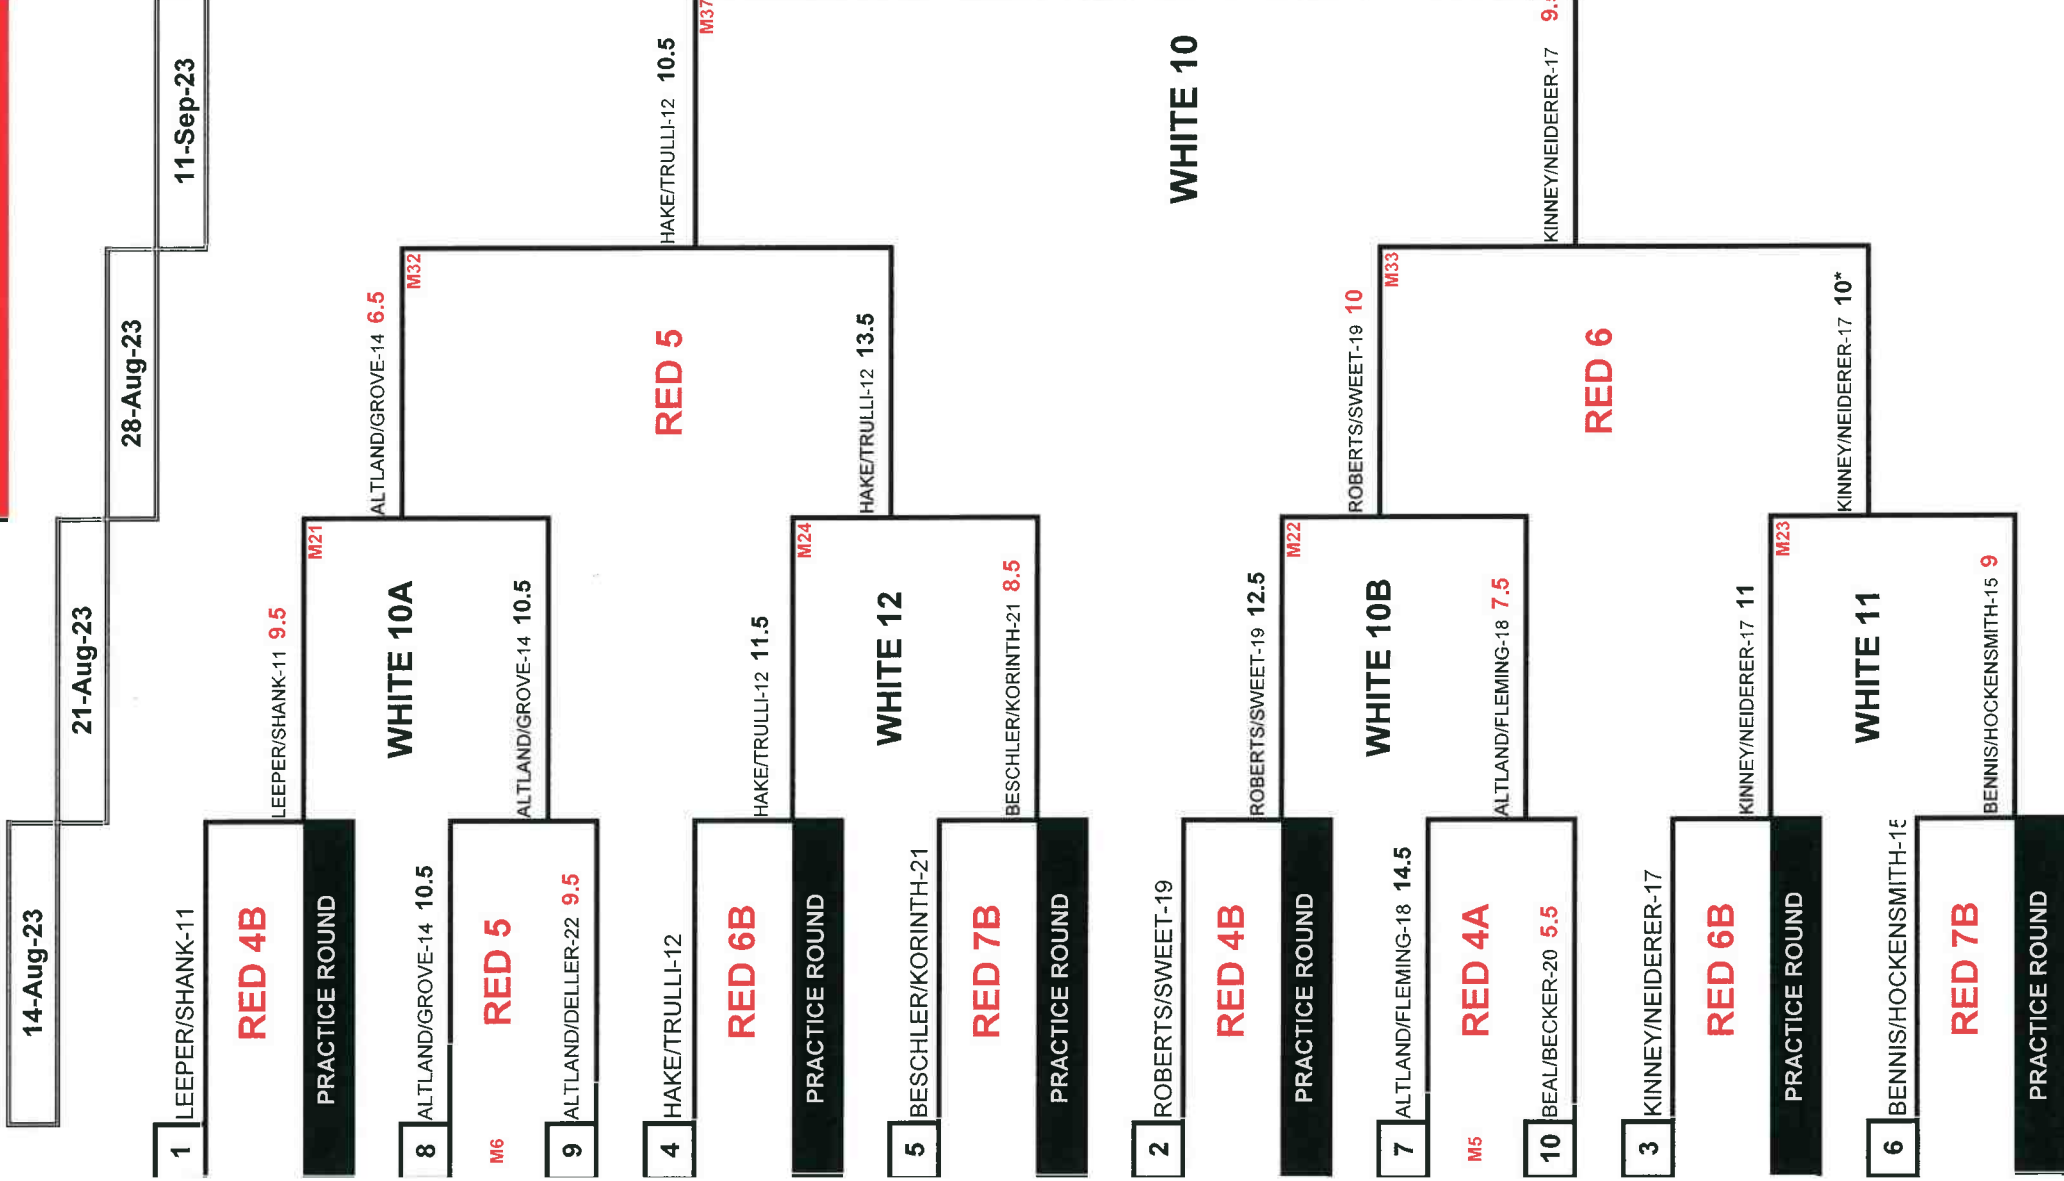 14-Aug-23
21-Aug-23
28-Aug-23
11-Sep-23
1
LEEPER/SHANK-11
RED 4B
PRACTICE ROUND
LEEPER/SHANK-11 9.5
M21
WHITE 10A
8
ALTLAND/GROVE-14 10.5
M6
RED 5
9
ALTLAND/DELLER-22 9.5
ALTLAND/GROVE-14 10.5
ALTLAND/GROVE-14 6.5
M32
RED 5
4
HAKE/TRULLI-12
RED 6B
PRACTICE ROUND
HAKE/TRULLI-12 11.5
M24
WHITE 12
5
BESCHLER/KORINTH-21
RED 7B
PRACTICE ROUND
BESCHLER/KORINTH-21 8.5
HAKE/TRULLI-12 13.5
HAKE/TRULLI-12 10.5
M37
WHITE 10
2
ROBERTS/SWEET-19
RED 4B
PRACTICE ROUND
ROBERTS/SWEET-19 12.5
M22
WHITE 10B
7
ALTLAND/FLEMING-18 14.5
M5
RED 4A
10
BEAL/BECKER-20 5.5
ALTLAND/FLEMING-18 7.5
ROBERTS/SWEET-19 10
M33
RED 6
3
KINNEY/NEIDERER-17
RED 6B
PRACTICE ROUND
KINNEY/NEIDERER-17 11
M23
WHITE 11
6
BENNIS/HOCKENSMITH-15
RED 7B
PRACTICE ROUND
BENNIS/HOCKENSMITH-15 9
KINNEY/NEIDERER-17 10*
KINNEY/NEIDERER-17